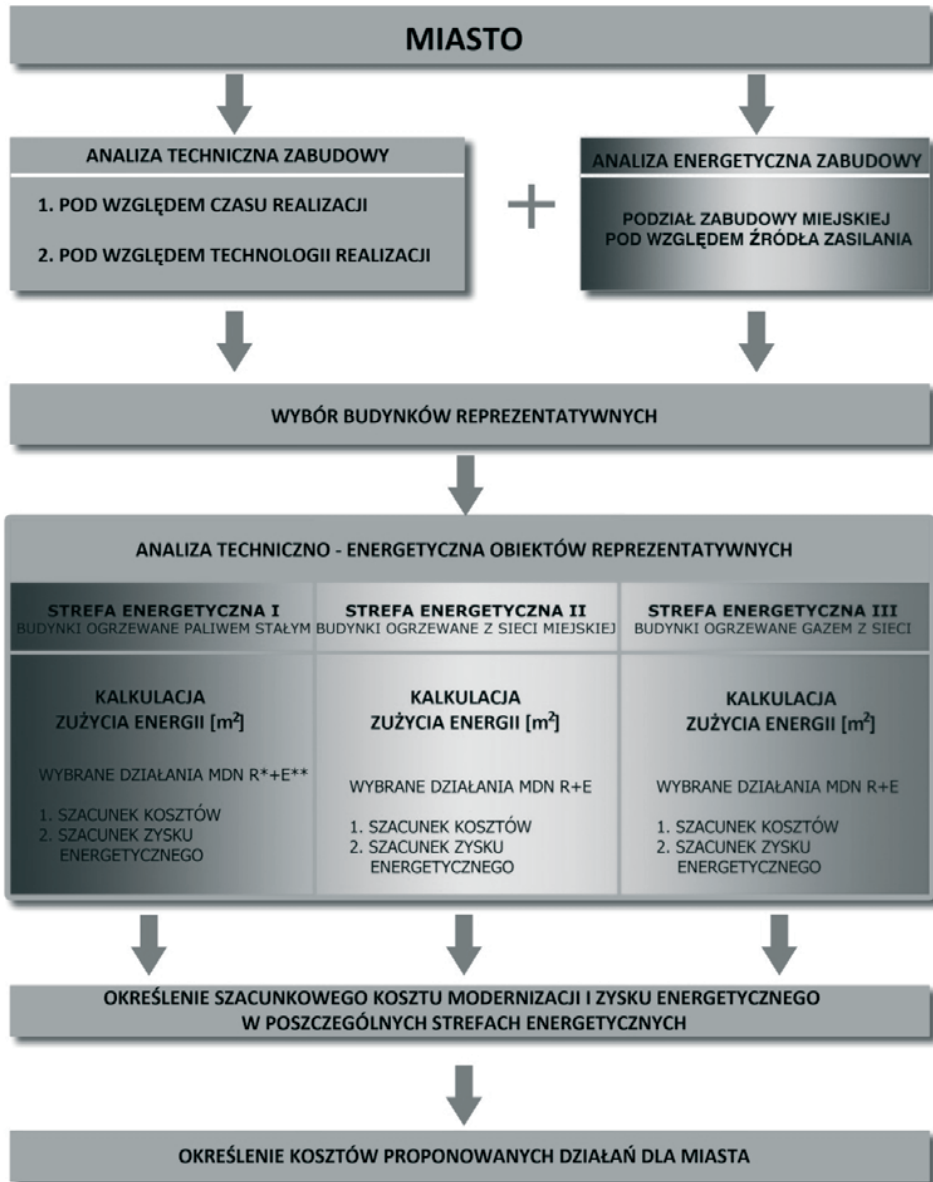 MIASTO
ANALIZA TECHNICZNA ZABUDOWY
1. POD WZGLĘDEM CZASU REALIZACJI
2. POD WZGLĘDEM TECHNOLOGII REALIZACJI
+
ANALIZA ENERGETYCZNA ZABUDOWY
PODZIAŁ ZABUDOWY MIEJSKIEJ
POD WZGLĘDEM ŹRÓDŁA ZASILANIA
WYBÓR BUDYNKÓW REPREZENTATYWNYCH
ANALIZA TECHNICZNO - ENERGETYCZNA OBIEKTÓW REPREZENTATYWNYCH
STREFA ENERGETYCZNA I
BUDYNKI OGRZEWANE PALIWEM STAŁYM
KALKULACJA
ZUŻYCIA ENERGII [m²]
WYBRANE DZIAŁANIA MDN R*+E**
1. SZACUNEK KOSZTÓW
2. SZACUNEK ZYSKU
ENERGETYCZNEGO
STREFA ENERGETYCZNA II
BUDYNKI OGRZEWANE Z SIECI MIEJSKIEJ
KALKULACJA
ZUŻYCIA ENERGII [m²]
WYBRANE DZIAŁANIA MDN R+E
1. SZACUNEK KOSZTÓW
2. SZACUNEK ZYSKU
ENERGETYCZNEGO
STREFA ENERGETYCZNA III
BUDYNKI OGRZEWANE GAZEM Z SIECI
KALKULACJA
ZUŻYCIA ENERGII [m²]
WYBRANE DZIAŁANIA MDN R+E
1. SZACUNEK KOSZTÓW
2. SZACUNEK ZYSKU
ENERGETYCZNEGO
OKREŚLENIE SZACUNKOWEGO KOSZTU MODERNIZACJI I ZYSKU ENERGETYCZNEGO
W POSZCZEGÓLNYCH STREFACH ENERGETYCZNYCH
OKREŚLENIE KOSZTÓW PROPONOWANYCH DZIAŁAŃ DLA MIASTA